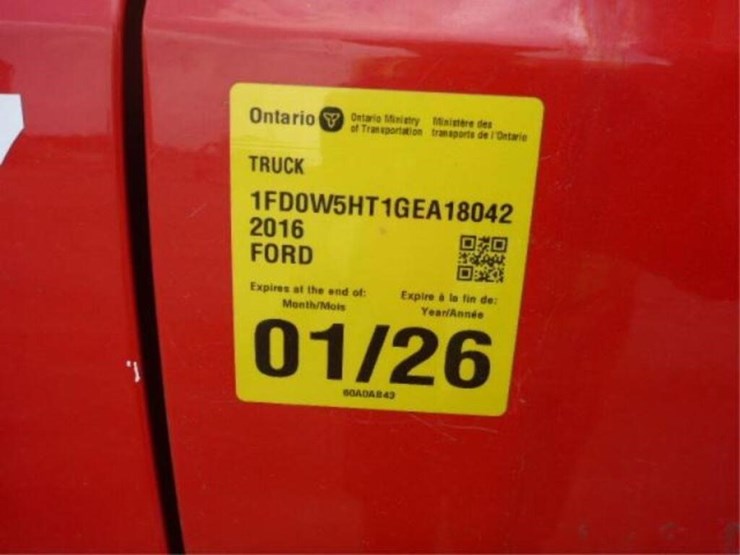 Ontario Ontario Ministry of Transportation Ministère des transports de l'Ontario
TRUCK
1FD0W5HT1GEA18042
2016
FORD
Expires at the end of: Expire à la fin de:
Month/Mois Year/Année
01/26